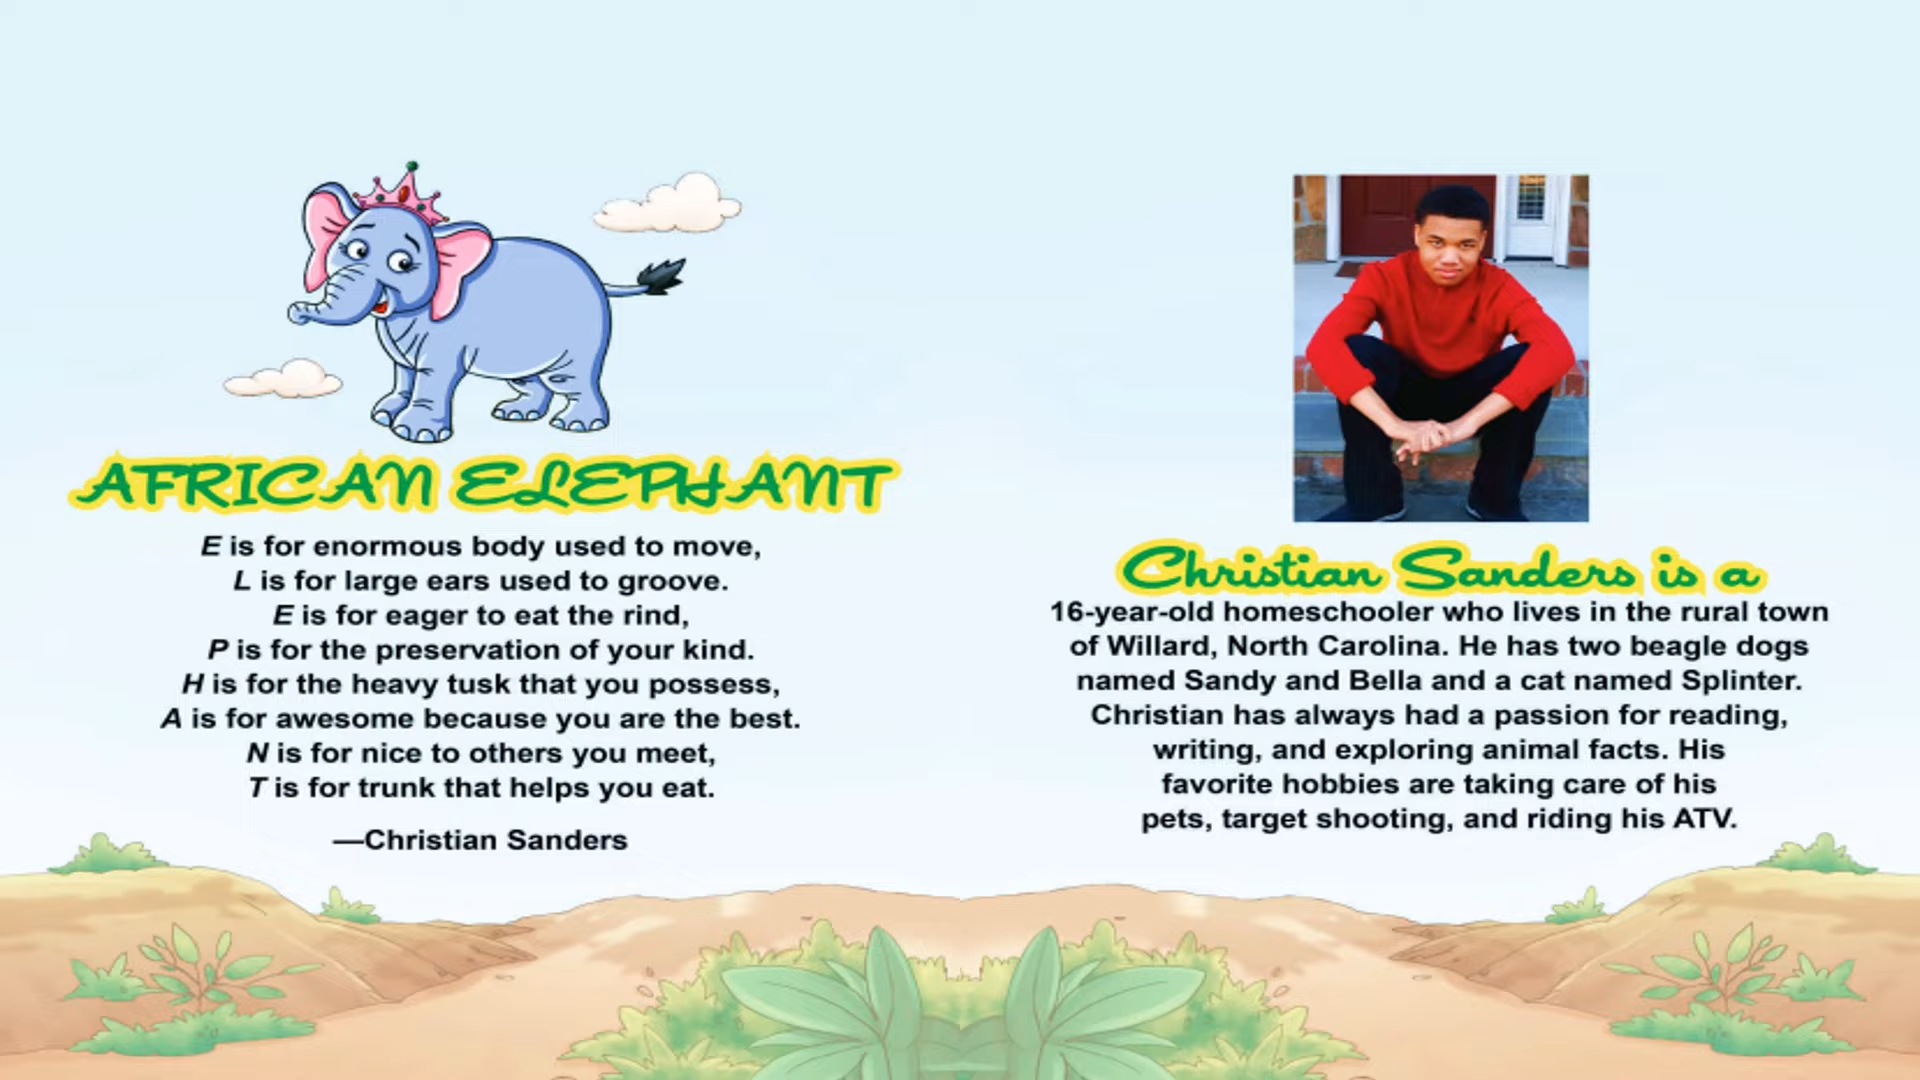 AFRICAN ELEPHANT
E is for enormous body used to move,
L is for large ears used to groove.
E is for eager to eat the rind,
P is for the preservation of your kind.
H is for the heavy tusk that you possess,
A is for awesome because you are the best.
N is for nice to others you meet,
T is for trunk that helps you eat.
—Christian Sanders
Christian Sanders is a
16-year-old homeschooler who lives in the rural town
of Willard, North Carolina. He has two beagle dogs
named Sandy and Bella and a cat named Splinter.
Christian has always had a passion for reading,
writing, and exploring animal facts. His
favorite hobbies are taking care of his
pets, target shooting, and riding his ATV.